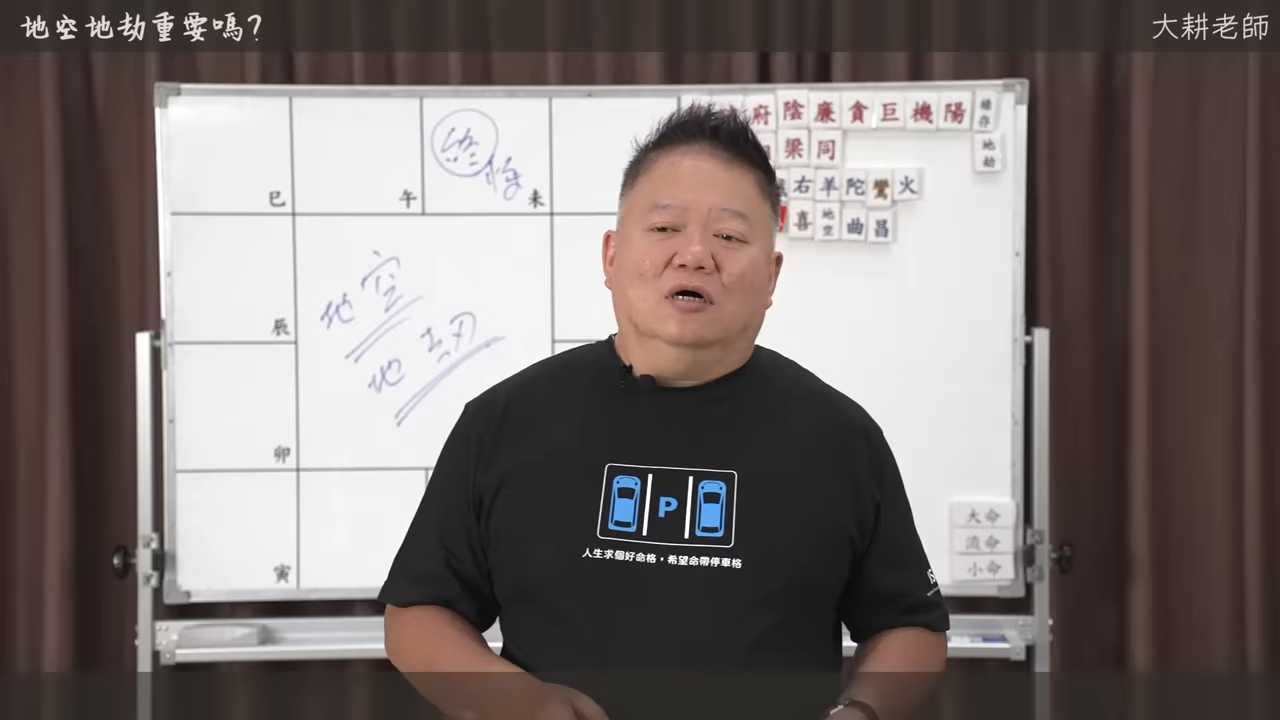 地空地劫重要嗎?
大耕老師
府陰廉貪巨機陽
祿存
地劫
梁同
右羊陀鸞火
喜地空曲昌
巳
午
未
辰
卯
寅
地空
地劫
P
人生求個好命格,希望命帶停車格
大命
流命
小命